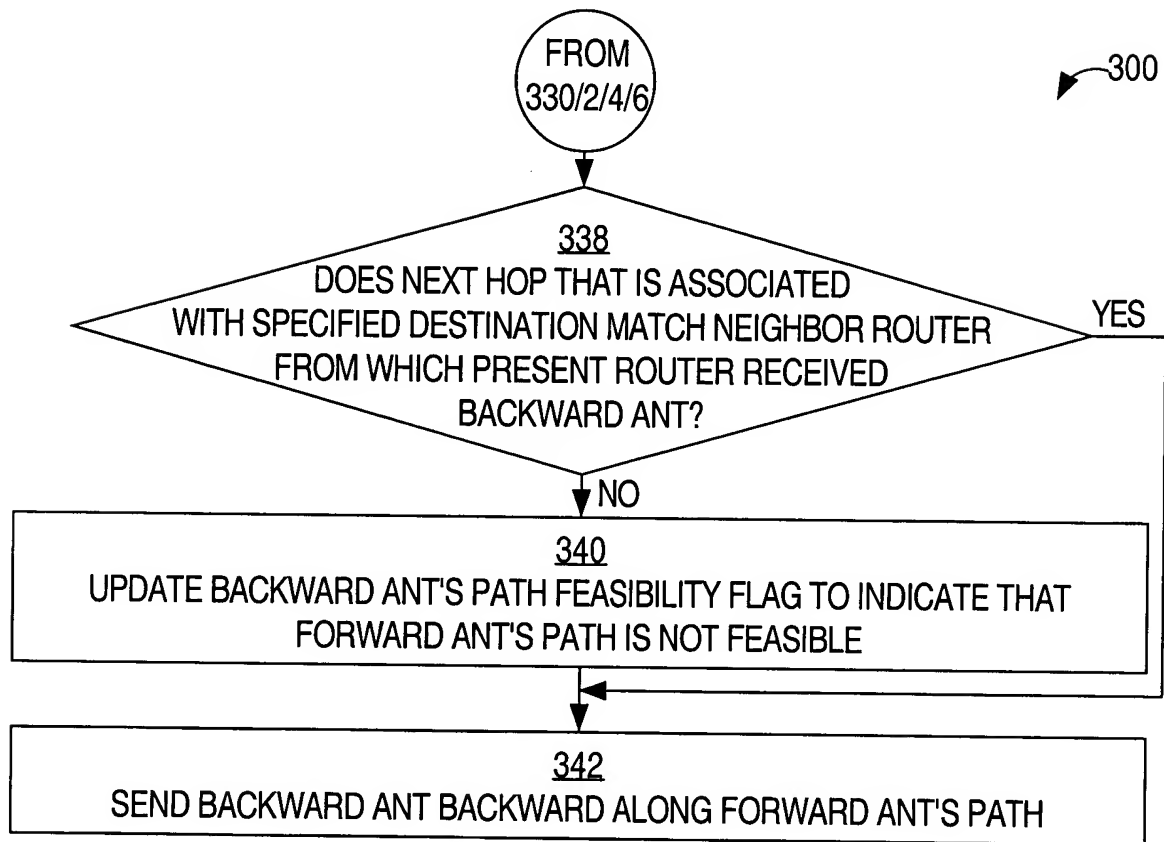 FROM
330/2/4/6
300
338
DOES NEXT HOP THAT IS ASSOCIATED
WITH SPECIFIED DESTINATION MATCH NEIGHBOR ROUTER
FROM WHICH PRESENT ROUTER RECEIVED
BACKWARD ANT?
YES
NO
340
UPDATE BACKWARD ANT'S PATH FEASIBILITY FLAG TO INDICATE THAT
FORWARD ANT'S PATH IS NOT FEASIBLE
342
SEND BACKWARD ANT BACKWARD ALONG FORWARD ANT'S PATH